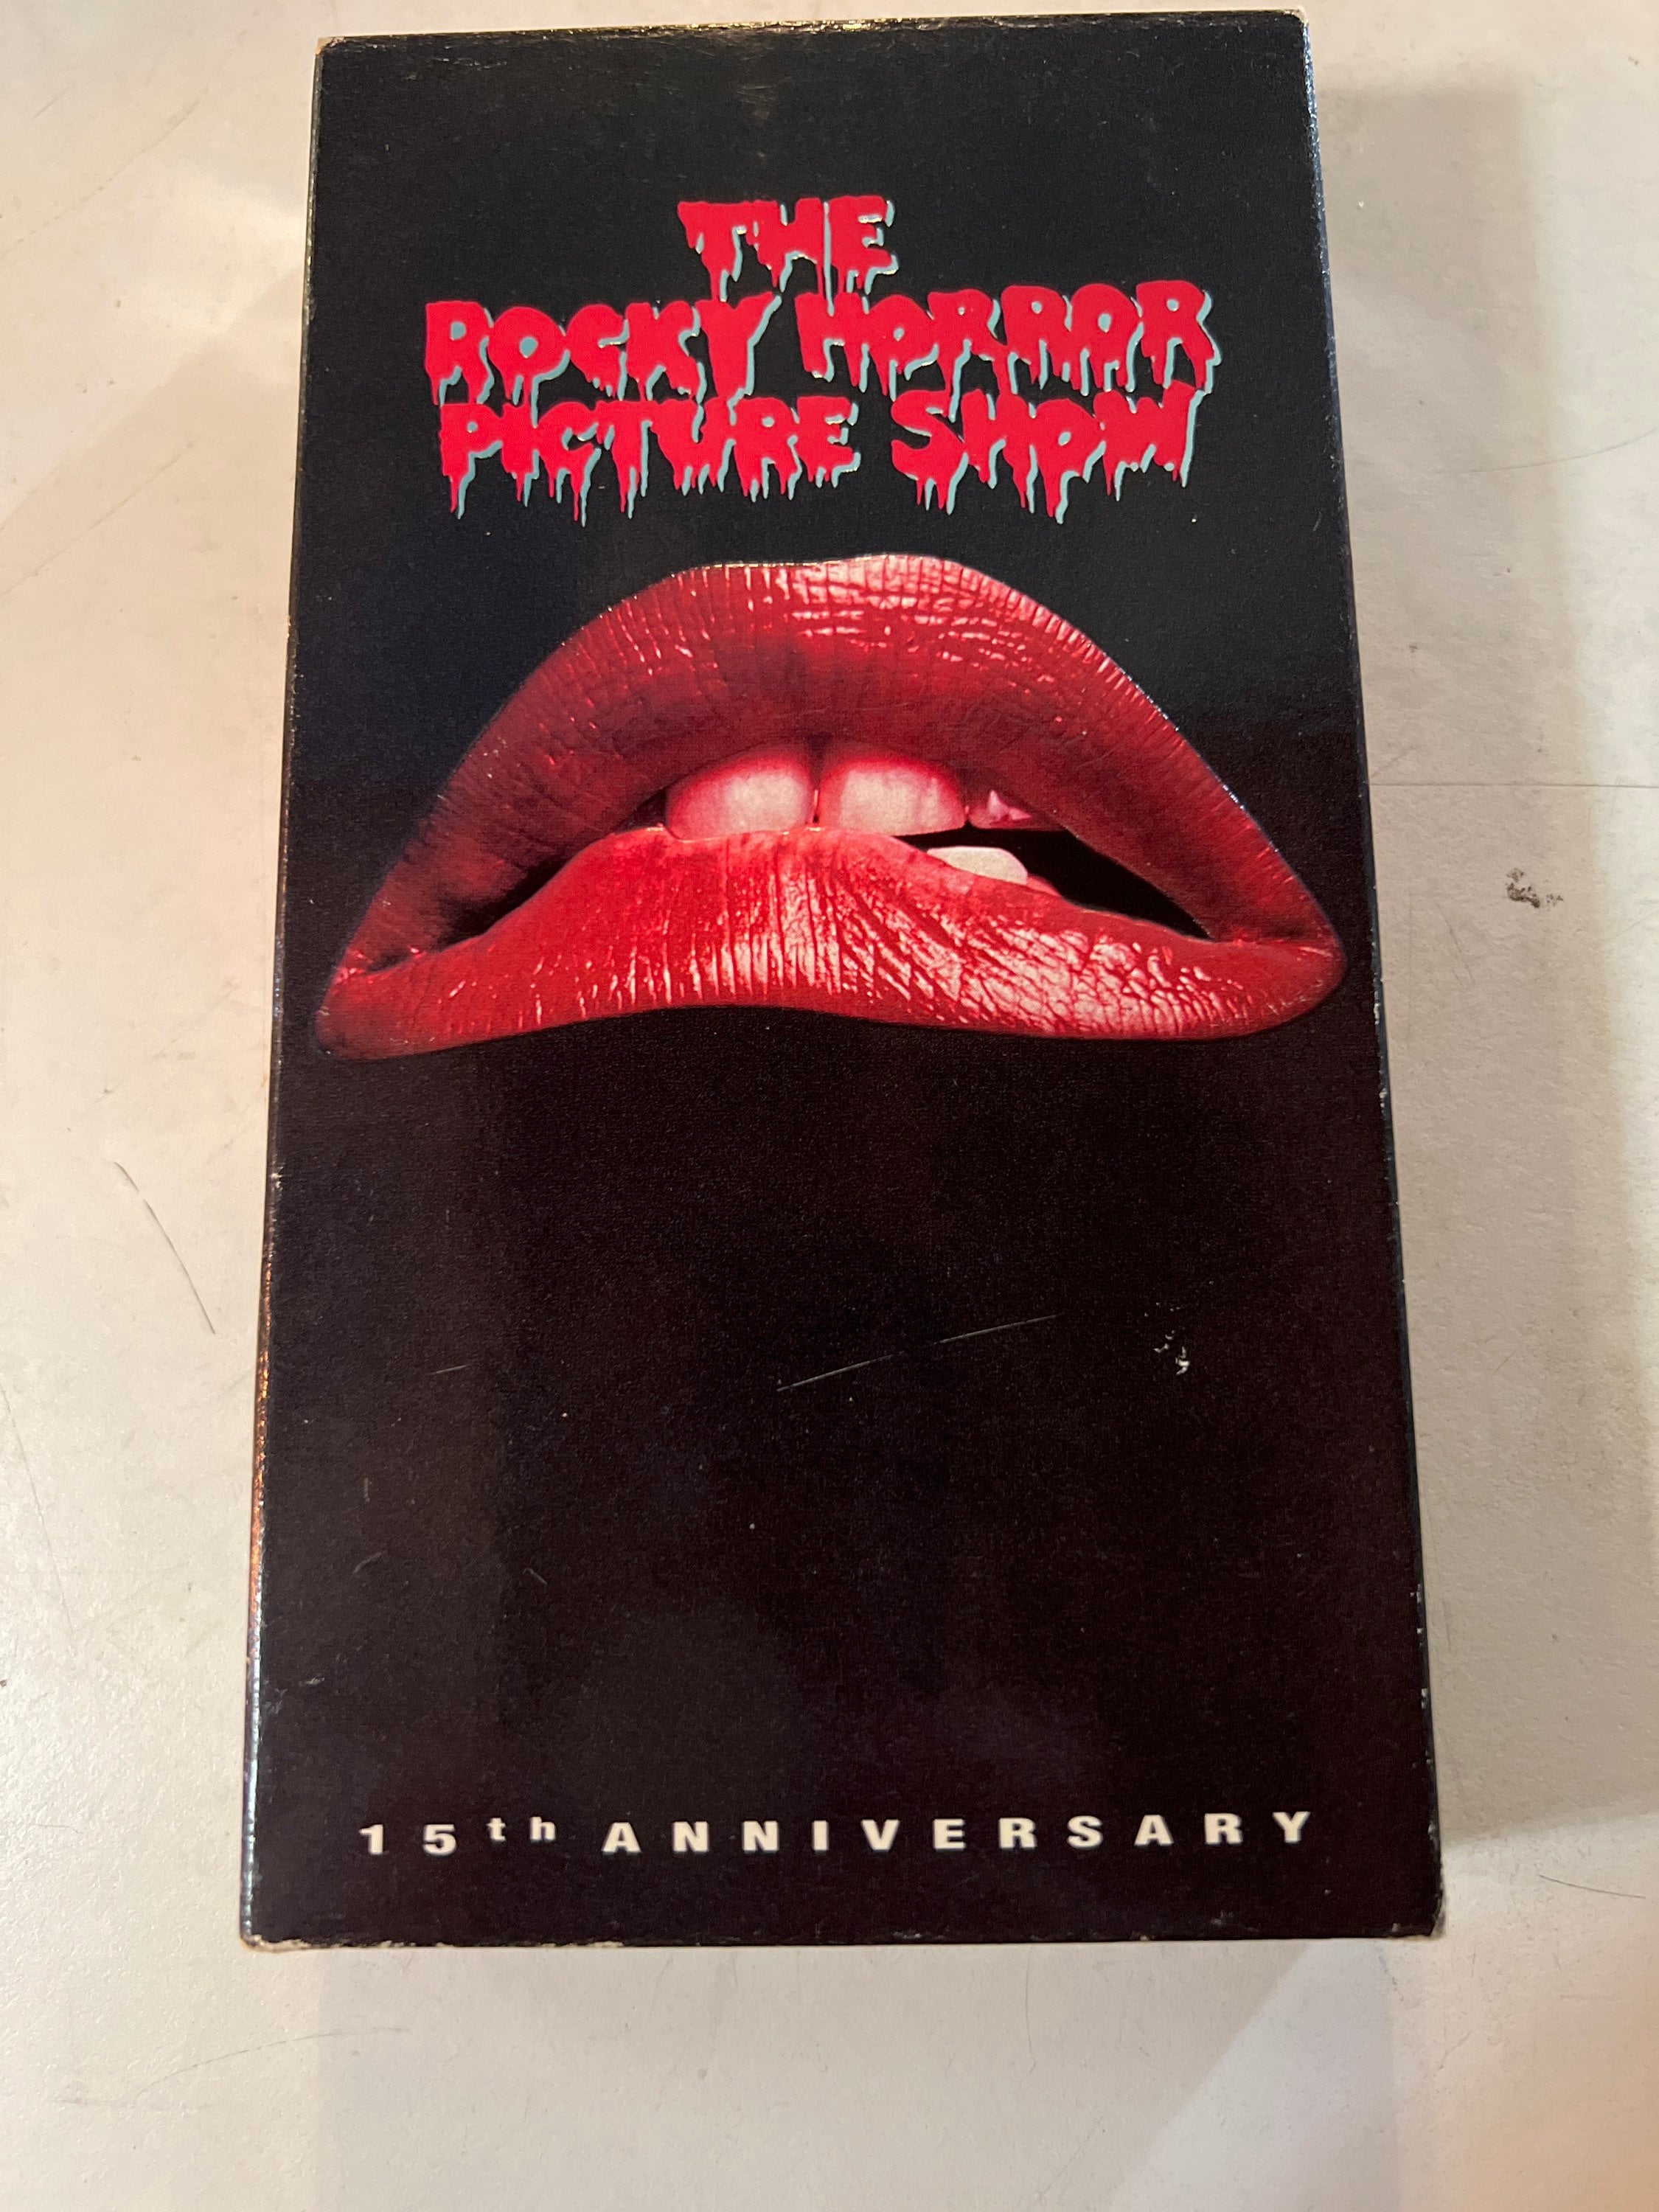 THE
ROCKY HORROR
PICTURE SHOW
15th ANNIVERSARY